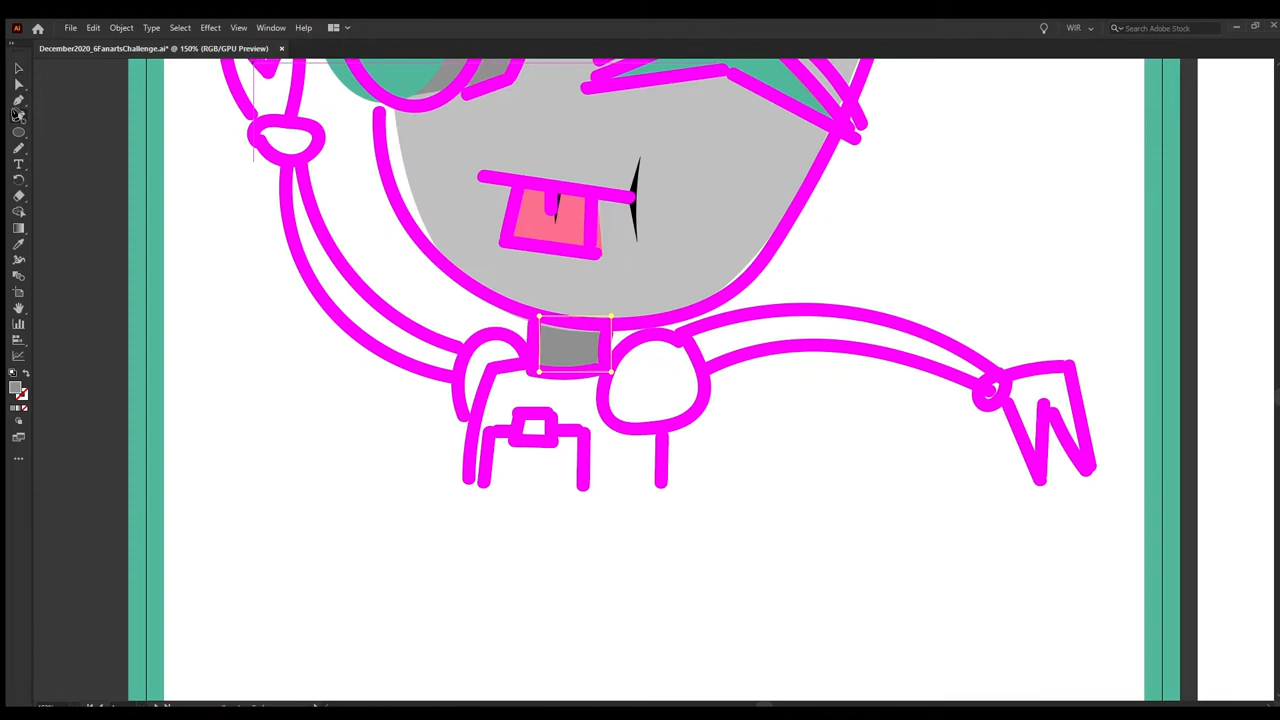 Ai File Edit Object Type Select Effect View Window Help WIR Search Adobe Stock
December2020_6FanartsChallenge.ai* @ 150% (RGB/GPU Preview) ×